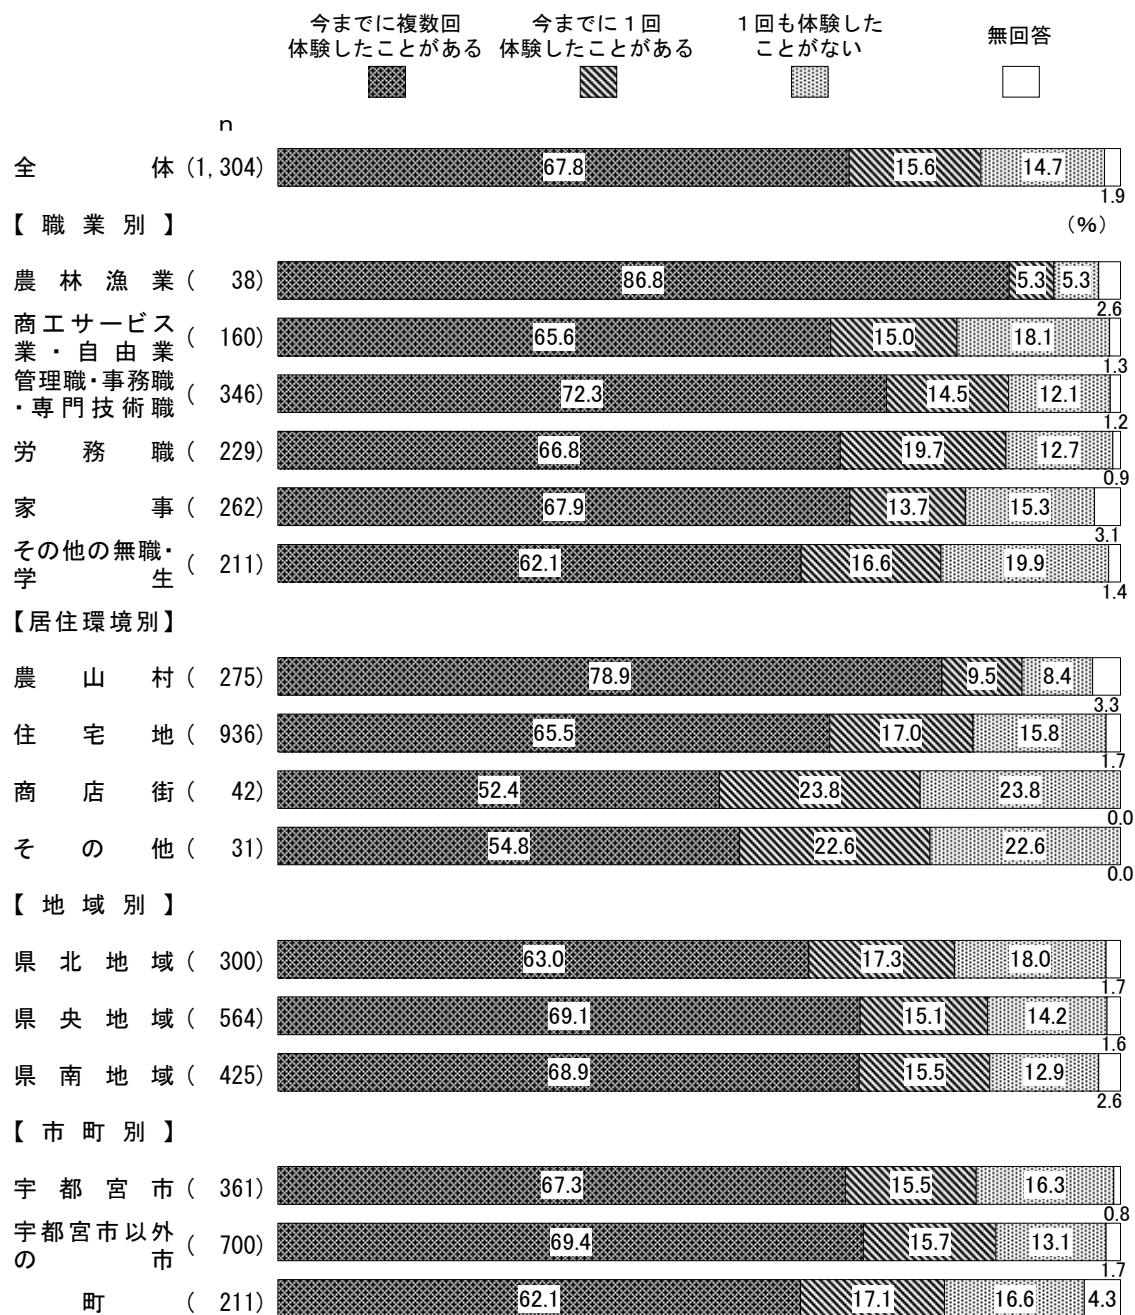 今までに複数回 今までに１回 １回も体験した 無回答
体験したことがある 体験したことがある ことがない
n
全体 (1,304) 67.8 15.6 14.7
1.9
【職業別】 (%)
農林漁業 ( 38) 86.8 5.3 5.3
2.6
商工サービス
業・自由業 ( 160) 65.6 15.0 18.1
1.3
管理職・事務職
・専門技術職 ( 346) 72.3 14.5 12.1
1.2
労務職 ( 229) 66.8 19.7 12.7
0.9
家事 ( 262) 67.9 13.7 15.3
3.1
その他の無職・
学生 ( 211) 62.1 16.6 19.9
1.4
【居住環境別】
農山村 ( 275) 78.9 9.5 8.4
3.3
住宅地 ( 936) 65.5 17.0 15.8
1.7
商店街 ( 42) 52.4 23.8 23.8
0.0
その他 ( 31) 54.8 22.6 22.6
0.0
【地域別】
県北地域 ( 300) 63.0 17.3 18.0
1.7
県央地域 ( 564) 69.1 15.1 14.2
1.6
県南地域 ( 425) 68.9 15.5 12.9
2.6
【市町別】
宇都宮市 ( 361) 67.3 15.5 16.3
0.8
宇都宮市以外
の市 ( 700) 69.4 15.7 13.1
1.7
町 ( 211) 62.1 17.1 16.6 4.3